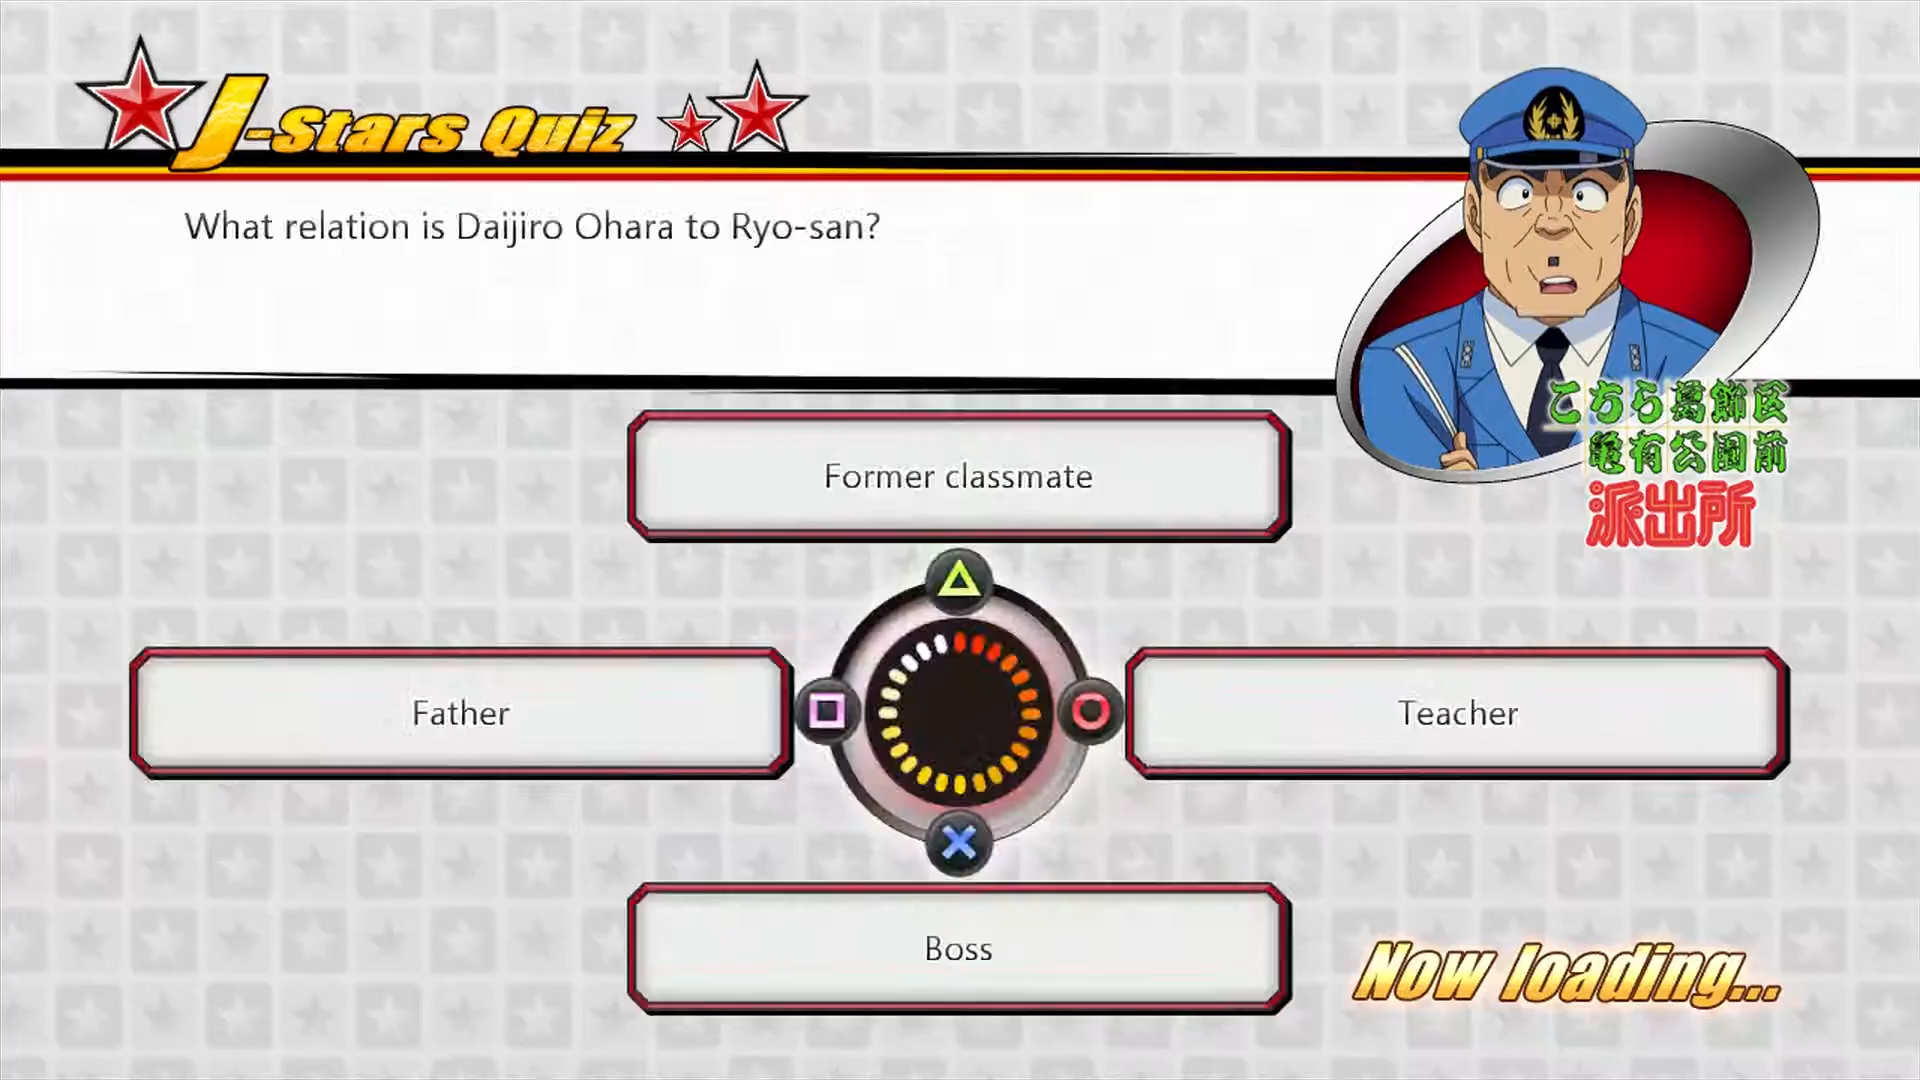 J-Stars Quiz
What relation is Daijiro Ohara to Ryo-san?
こちら葛飾区
亀有公園前
派出所
Former classmate
Father
Teacher
Boss
Now loading...